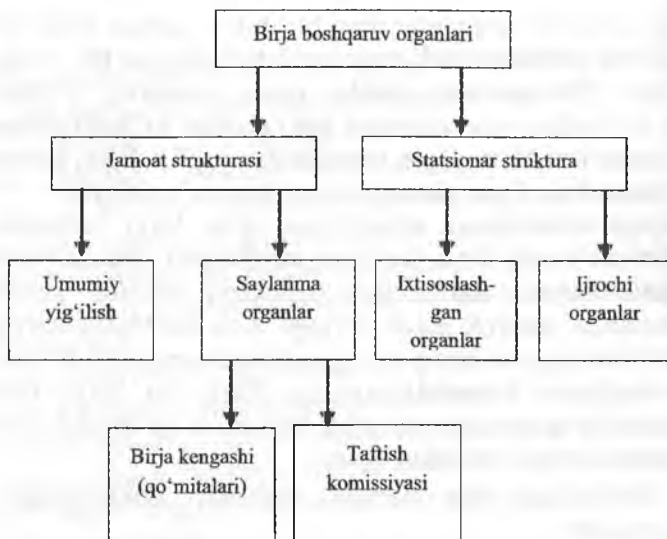 Birja boshqaruv organlari
Jamoat strukturasi
Statsionar struktura
Umumiy
yig‘ilish
Saylanma
organlar
Ixtisoslash-
gan
organlar
Ijrochi
organlar
Birja kengashi
(qo‘mitalari)
Taftish
komissiyasi